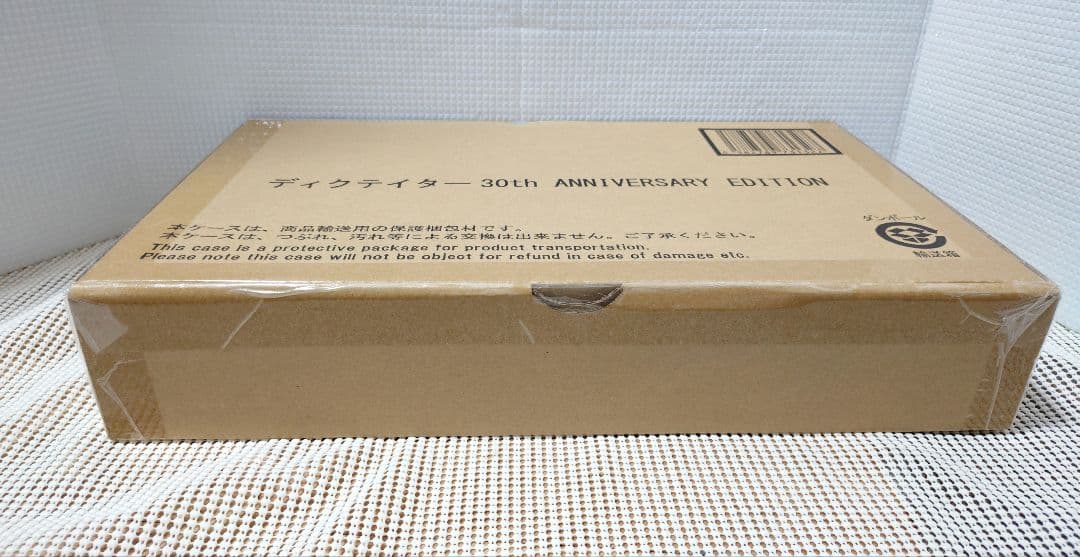 ディクテイター 30th ANNIVERSARY EDITION
本ケースは、商品輸送用の保護梱包材です。
本ケースは、つぶれ、汚れ等による交換は出来ません。ご了承ください。
This case is a protective package for product transportation.
Please note this case will not be object for refund in case of damage etc.
ダンボール
輸送箱